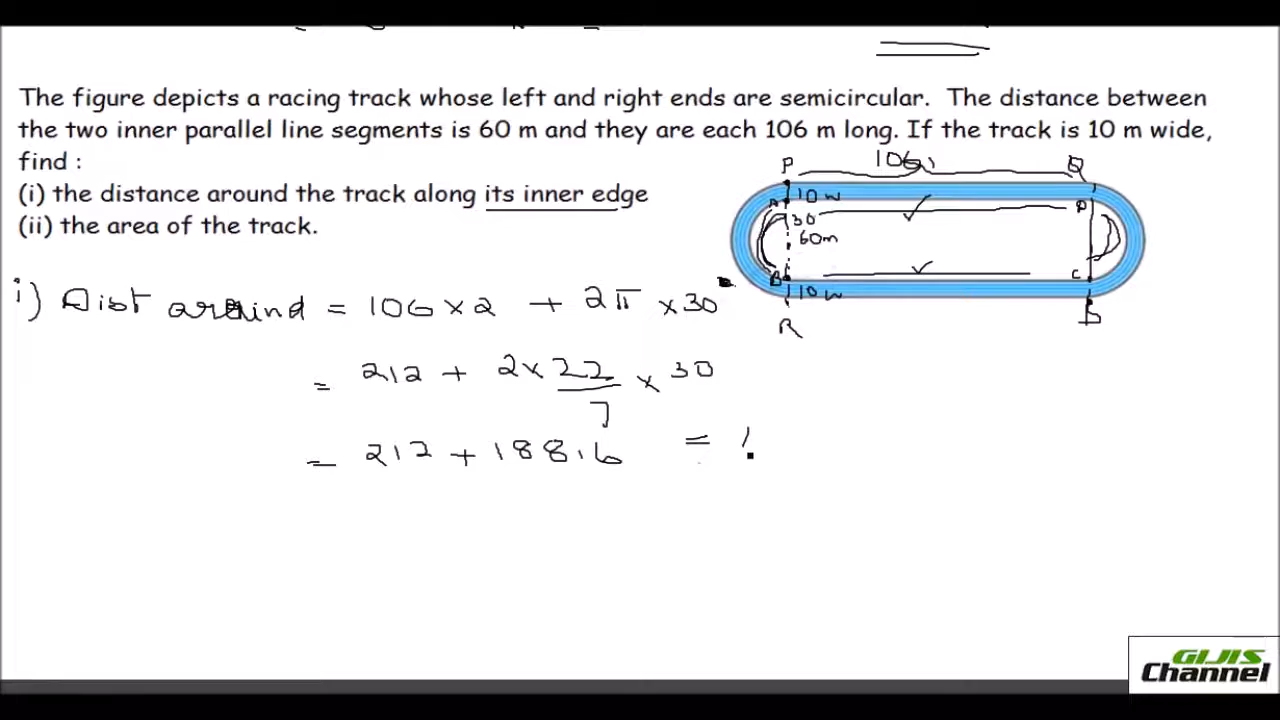 The figure depicts a racing track whose left and right ends are semicircular. The distance between
the two inner parallel line segments is 60 m and they are each 106 m long. If the track is 10 m wide,
find :
(i) the distance around the track along its inner edge
(ii) the area of the track.
P 106 Q
A 10 m D
30
60m
B 10 m C
R S
i) Dist around = 106 × 2 + 2π × 30
= 212 + 2 × 22/7 × 30
= 212 + 188.6 =
GIJIS
Channel